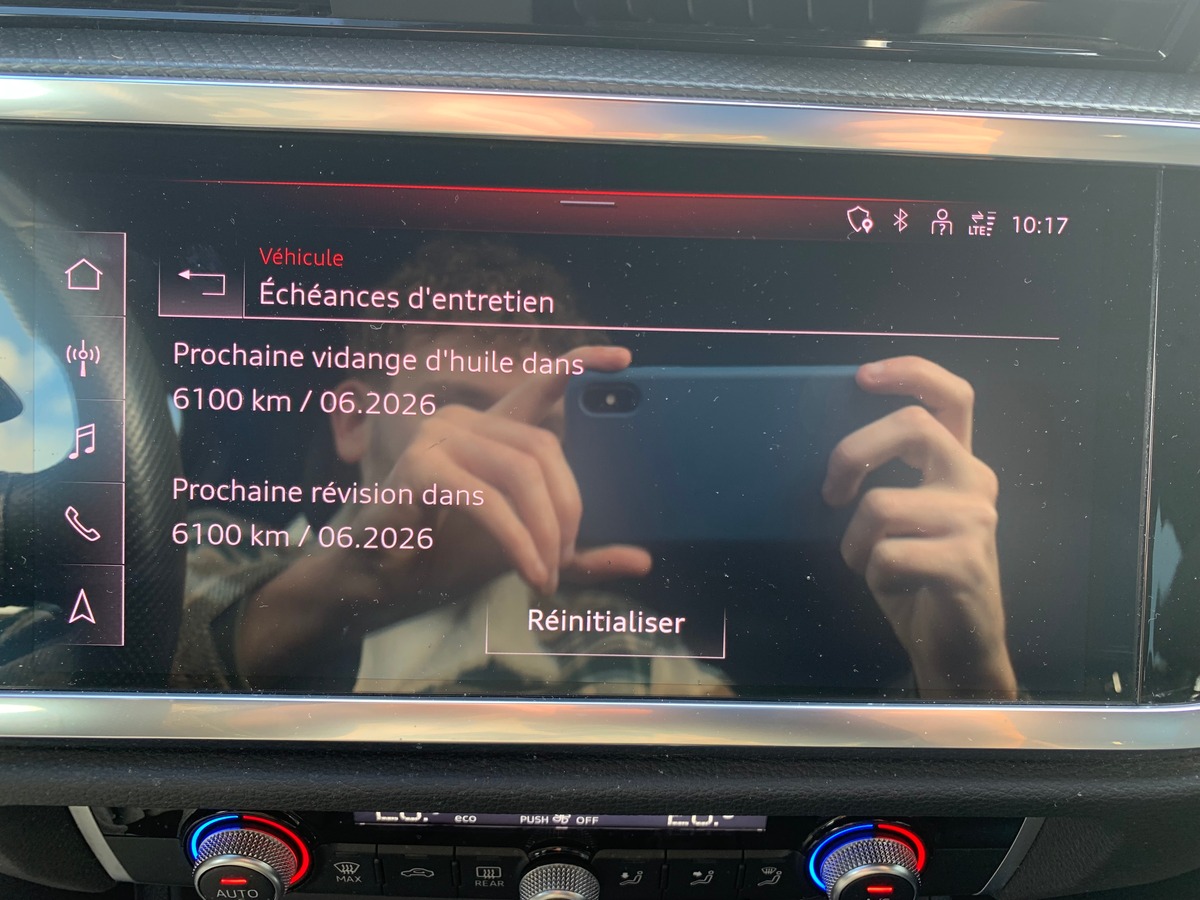 LTE 10:17
Véhicule
Échéances d'entretien
Prochaine vidange d'huile dans
6100 km / 06.2026
Prochaine révision dans
6100 km / 06.2026
Réinitialiser
eco PUSH OFF
MAX
REAR
AUTO